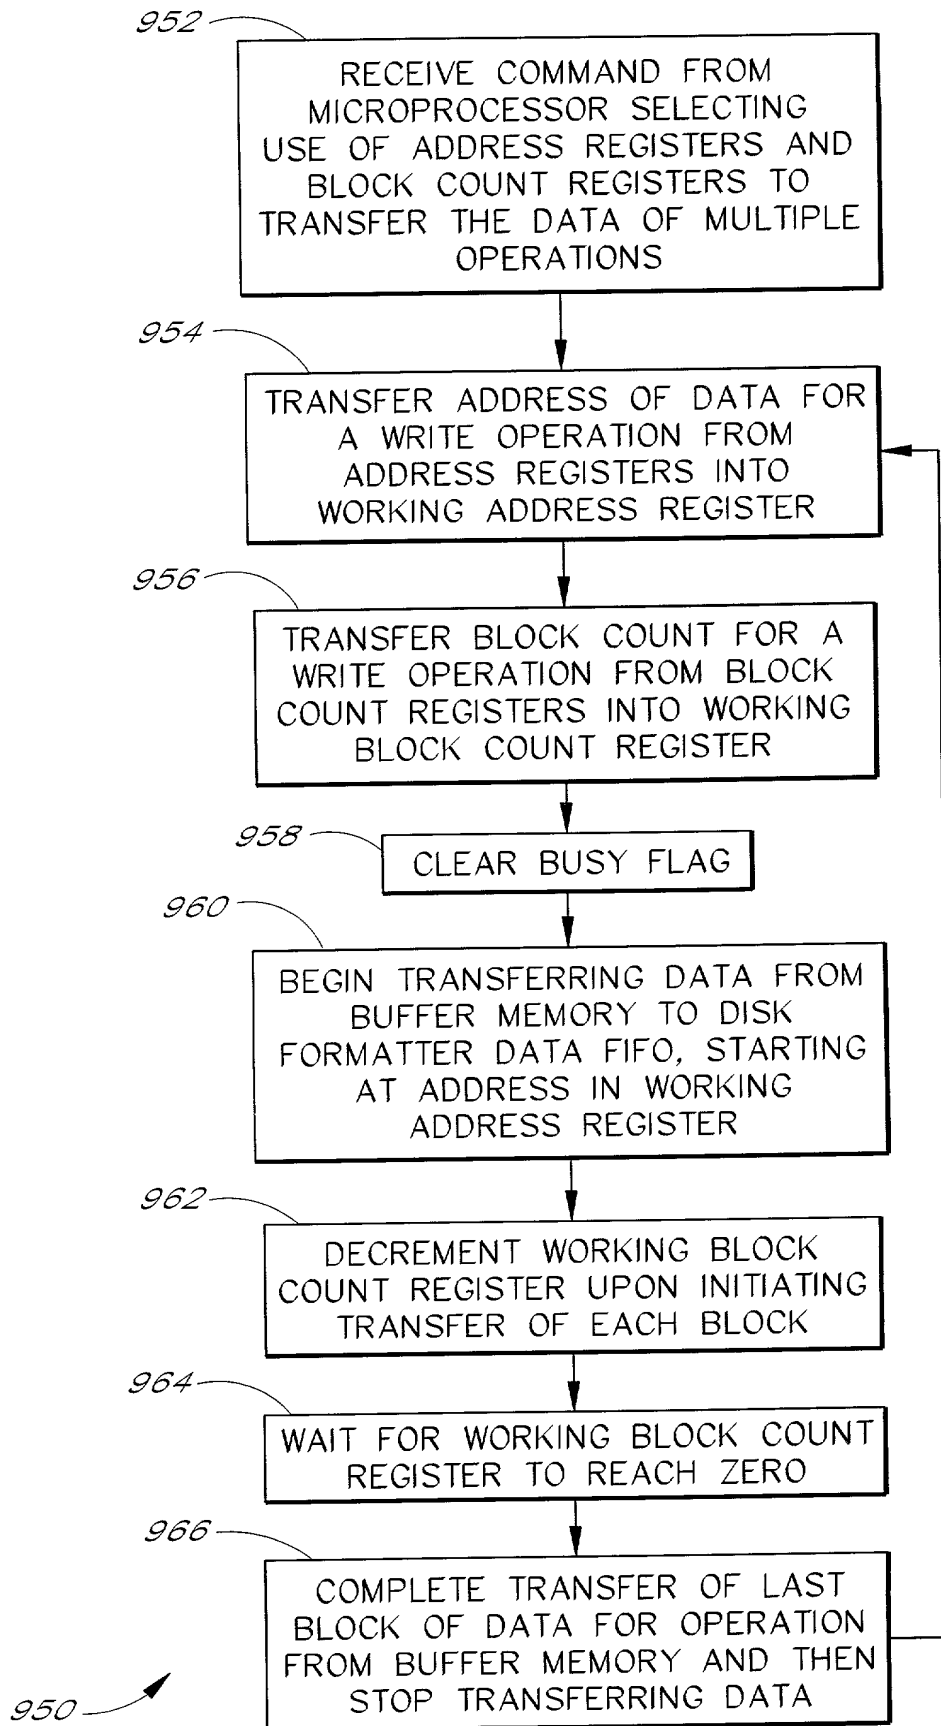 952
RECEIVE COMMAND FROM
MICROPROCESSOR SELECTING
USE OF ADDRESS REGISTERS AND
BLOCK COUNT REGISTERS TO
TRANSFER THE DATA OF MULTIPLE
OPERATIONS
954
TRANSFER ADDRESS OF DATA FOR
A WRITE OPERATION FROM
ADDRESS REGISTERS INTO
WORKING ADDRESS REGISTER
956
TRANSFER BLOCK COUNT FOR A
WRITE OPERATION FROM BLOCK
COUNT REGISTERS INTO WORKING
BLOCK COUNT REGISTER
958
CLEAR BUSY FLAG
960
BEGIN TRANSFERRING DATA FROM
BUFFER MEMORY TO DISK
FORMATTER DATA FIFO, STARTING
AT ADDRESS IN WORKING
ADDRESS REGISTER
962
DECREMENT WORKING BLOCK
COUNT REGISTER UPON INITIATING
TRANSFER OF EACH BLOCK
964
WAIT FOR WORKING BLOCK COUNT
REGISTER TO REACH ZERO
966
COMPLETE TRANSFER OF LAST
BLOCK OF DATA FOR OPERATION
FROM BUFFER MEMORY AND THEN
STOP TRANSFERRING DATA
950